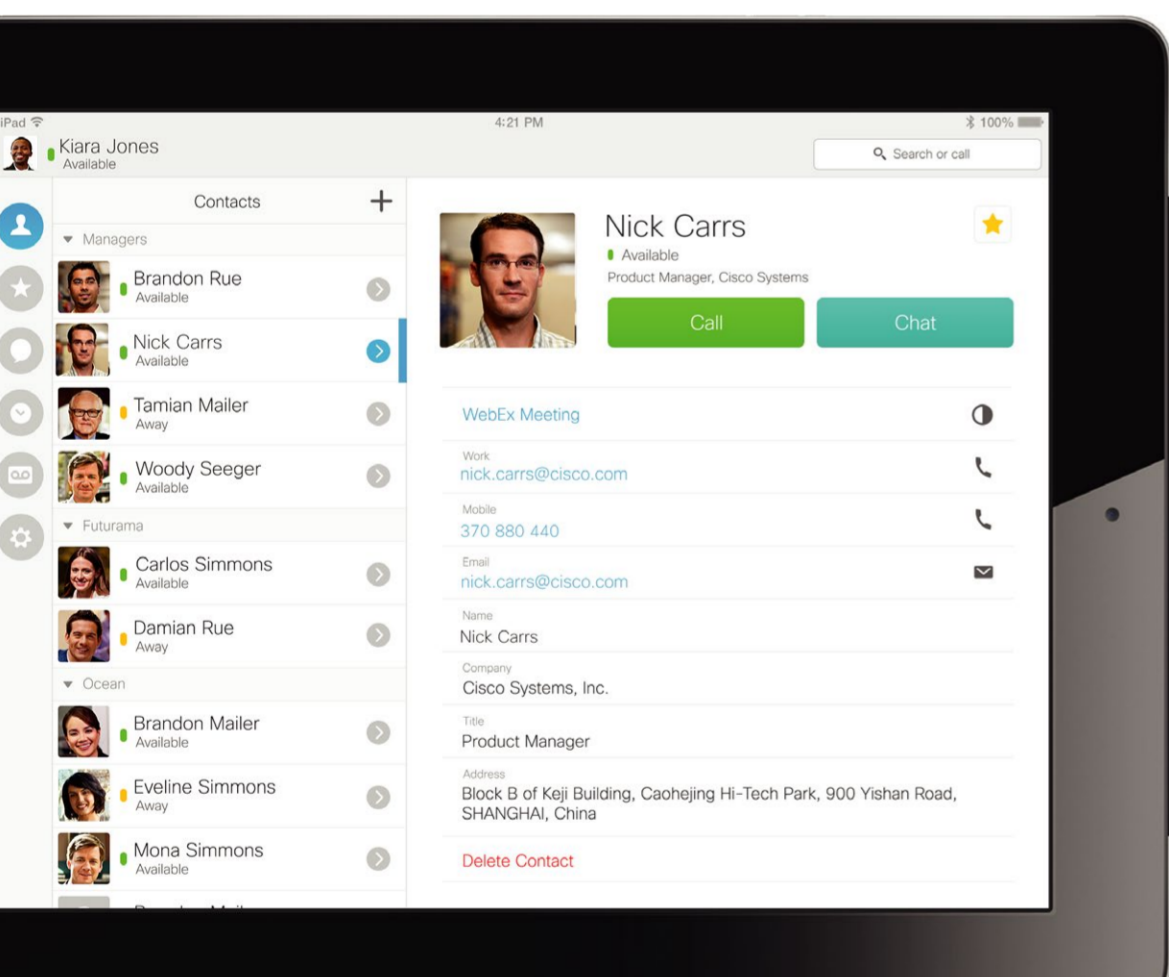 iPad
4:21 PM
100%
Kiara Jones
Available
Search or call
Contacts
Managers
Brandon Rue
Available
Nick Carrs
Available
Tamian Mailer
Away
Woody Seeger
Available
Futurama
Carlos Simmons
Available
Damian Rue
Away
Ocean
Brandon Mailer
Available
Eveline Simmons
Away
Mona Simmons
Available
Nick Carrs
Available
Product Manager, Cisco Systems
Call
Chat
WebEx Meeting
Work
nick.carrs@cisco.com
Mobile
370 880 440
Email
nick.carrs@cisco.com
Name
Nick Carrs
Company
Cisco Systems, Inc.
Title
Product Manager
Address
Block B of Keji Building, Caohejing Hi-Tech Park, 900 Yishan Road,
SHANGHAI, China
Delete Contact